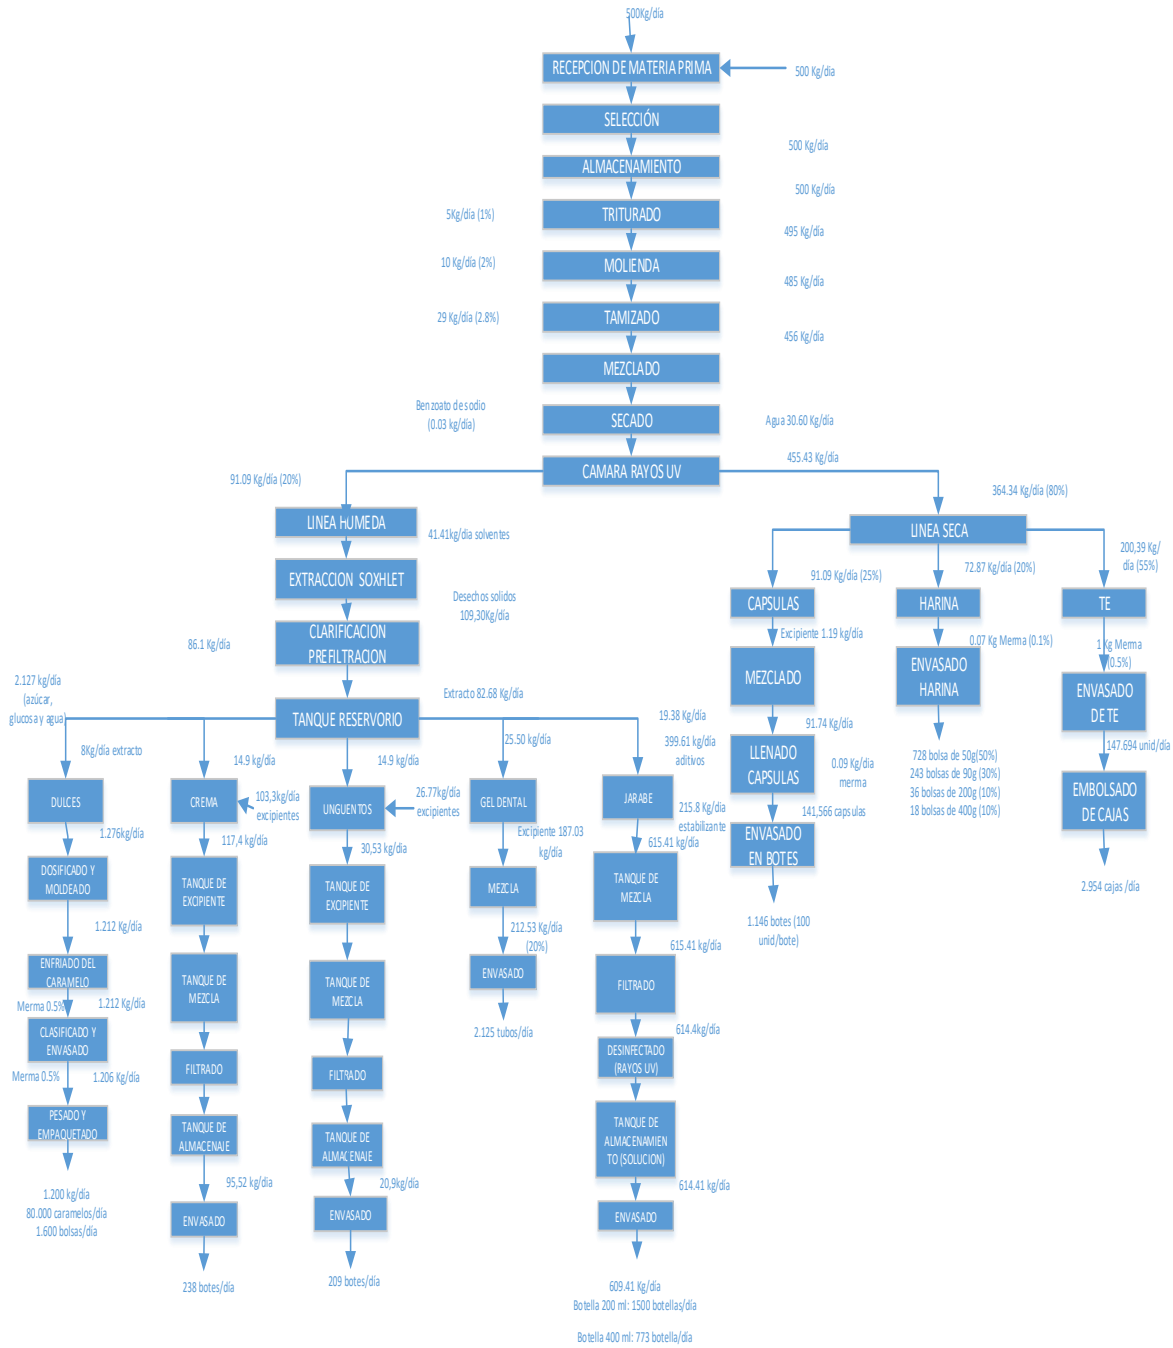 500Kg/día
RECEPCION DE MATERIA PRIMA
500 Kg/día
SELECCIÓN
500 Kg/día
ALMACENAMIENTO
500 Kg/día
5Kg/día (1%)
TRITURADO
495 Kg/día
10 Kg/día (2%)
MOLIENDA
485 Kg/día
29 Kg/día (2.8%)
TAMIZADO
456 Kg/día
MEZCLADO
Benzoato de sodio
(0.03 kg/día)
SECADO
Agua 30.60 Kg/día
455.43 Kg/día
CAMARA RAYOS UV
91.09 Kg/día (20%)
364.34 Kg/día (80%)
LINEA HUMEDA
41.41kg/día solventes
EXTRACCION SOXHLET
Desechos solidos
109,30Kg/día
CLARIFICACION
PREFILTRACION
86.1 Kg/día
Extracto 82.68 Kg/día
TANQUE RESERVORIO
2.127 kg/día
(azúcar,
glucosa y agua)
8Kg/día extracto
DULCES
1.276kg/día
DOSIFICADO Y
MOLDEADO
1.212 Kg/día
ENFRIADO DEL
CARAMELO
Merma 0.5%
1.212 Kg/día
CLASIFICADO Y
ENVASADO
Merma 0.5%
1.206 Kg/día
PESADO Y
EMPAQUETADO
1.200 kg/día
80.000 caramelos/día
1.600 bolsas/día
14.9 kg/día
CREMA
103,3kg/día
excipientes
117,4 kg/día
TANQUE DE
EXCIPIENTE
TANQUE DE
MEZCLA
FILTRADO
TANQUE DE
ALMACENAJE
95,52 kg/día
ENVASADO
238 botes/día
14.9 kg/día
UNGUENTOS
26.77kg/día
excipientes
30,53 kg/día
TANQUE DE
EXCIPIENTE
TANQUE DE
MEZCLA
FILTRADO
TANQUE DE
ALMACENAJE
20,9kg/día
ENVASADO
209 botes/día
25.50 kg/día
GEL DENTAL
Excipiente 187.03
kg/día
MEZCLA
212.53 Kg/día
(20%)
ENVASADO
2.125 tubos/día
19.38 Kg/día
399.61 kg/día
aditivos
JARABE
215.8 Kg/día
estabilizante
615.41 kg/día
TANQUE DE
MEZCLA
615.41 kg/día
FILTRADO
614.4kg/día
DESINFECTADO
(RAYOS UV)
TANQUE DE
ALMACENAMIEN
TO (SOLUCION)
614.41 kg/día
ENVASADO
609.41 Kg/día
Botella 200 ml: 1500 botellas/día
Botella 400 ml: 773 botella/día
LINEA SECA
91.09 Kg/día (25%)
CAPSULAS
Excipiente 1.19 kg/día
MEZCLADO
91.74 Kg/día
LLENADO
CAPSULAS
0.09 Kg/día
merma
141,566 capsulas
ENVASADO
EN BOTES
1.146 botes (100
unid/bote)
72.87 Kg/día (20%)
HARINA
0.07 Kg Merma (0.1%)
ENVASADO
HARINA
728 bolsa de 50g(50%)
243 bolsas de 90g (30%)
36 bolsas de 200g (10%)
18 bolsas de 400g (10%)
200,39 Kg/
día (55%)
TE
1 Kg Merma
(0.5%)
ENVASADO
DE TE
147.694 unid/día
EMBOLSADO
DE CAJAS
2.954 cajas /día